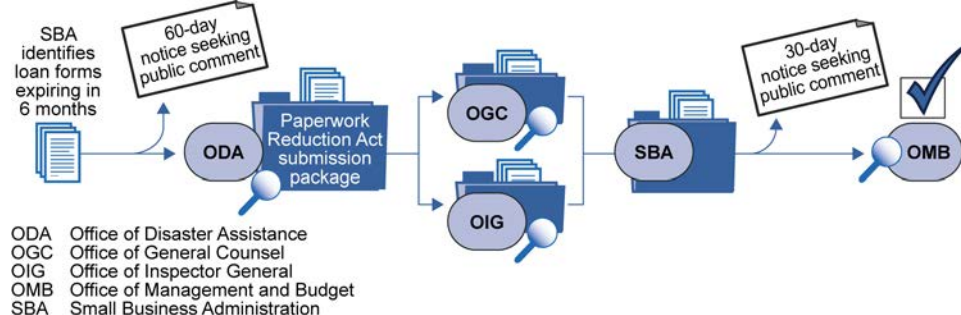 SBA
identifies
loan forms
expiring in
6 months
60-day
notice seeking
public comment
ODA
Paperwork
Reduction Act
submission
package
OGC
OIG
SBA
30-day
notice seeking
public comment
OMB
ODA Office of Disaster Assistance
OGC Office of General Counsel
OIG Office of Inspector General
OMB Office of Management and Budget
SBA Small Business Administration